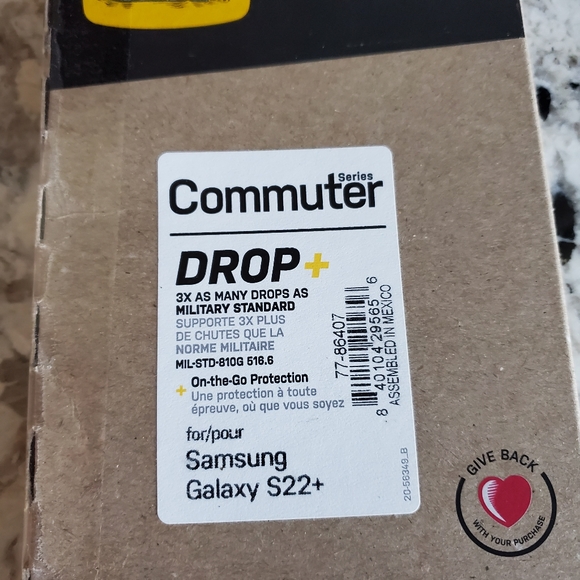 Commuter Series
DROP+
3X AS MANY DROPS AS
MILITARY STANDARD
SUPPORTE 3X PLUS
DE CHUTES QUE LA
NORME MILITAIRE
MIL-STD-810G 516.6
+ On-the-Go Protection
Une protection à toute
épreuve, où que vous soyez
for/pour
Samsung
Galaxy S22+
77-86407
8 40104 29565 6
ASSEMBLED IN MEXICO
20-56349_B
GIVE BACK
WITH YOUR PURCHASE